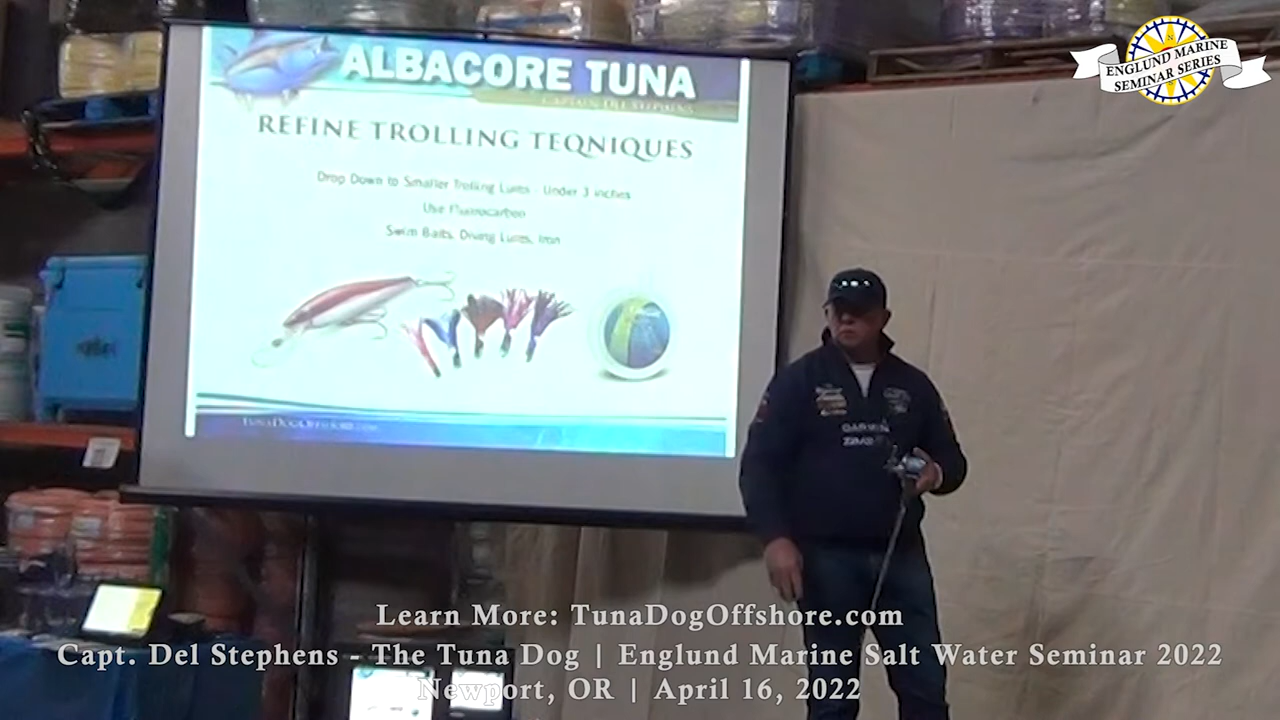 ENGLUND MARINE
SEMINAR SERIES
N
ALBACORE TUNA
CAPTAIN DEL STEPHENS
REFINE TROLLING TEQNIQUES
Drop Down to Smaller Trolling Lures - Under 3 inches
Use Fluorocarbon
Swim Baits, Diving Lures, Iron
TUNADOGOFFSHORE.COM
GARMIN
Learn More: TunaDogOffshore.com
Capt. Del Stephens - The Tuna Dog | Englund Marine Salt Water Seminar 2022
Newport, OR | April 16, 2022